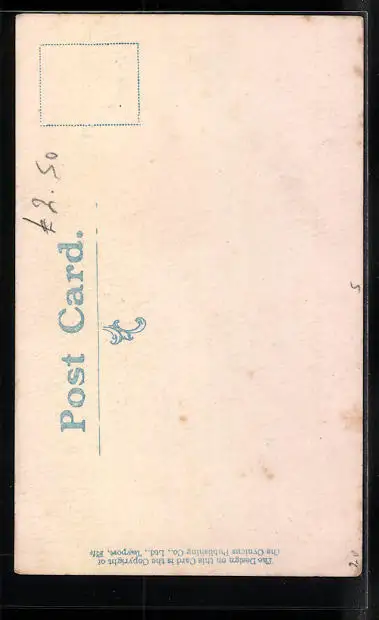 £2.50
Post Card.
The Design on this Card is the Copyright of
the Cynicus Publishing Co., Ltd., Tayport, Fife